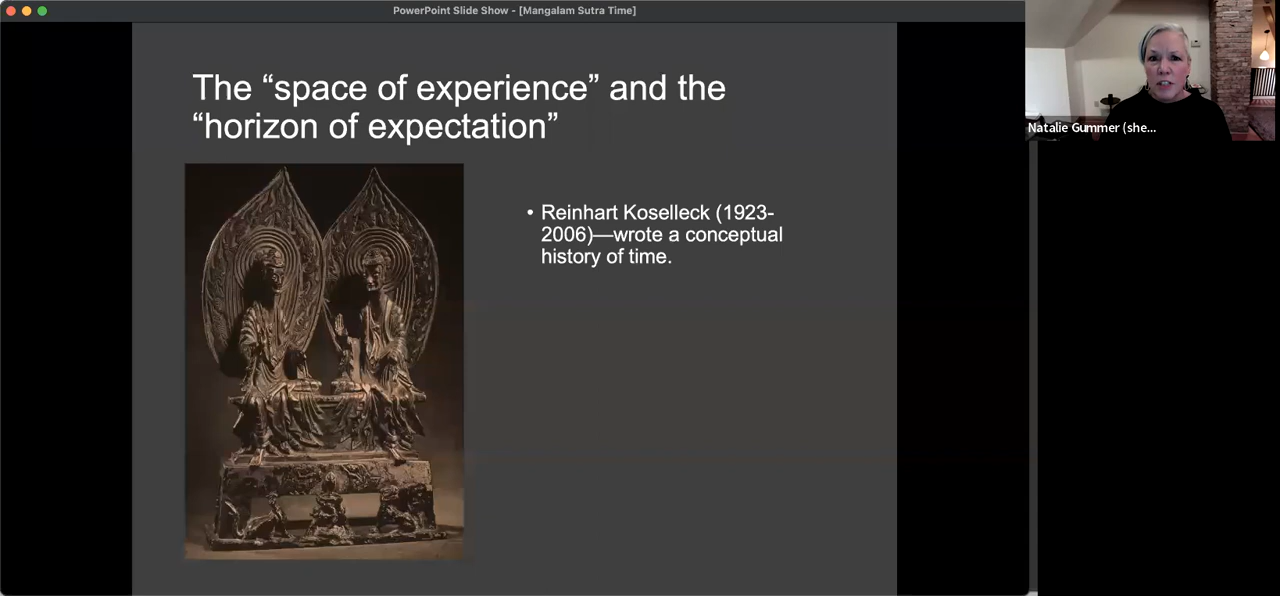 PowerPoint Slide Show - [Mangalam Sutra Time]
The “space of experience” and the
“horizon of expectation”
• Reinhart Koselleck (1923-
2006)—wrote a conceptual
history of time.
Natalie Gummer (she...